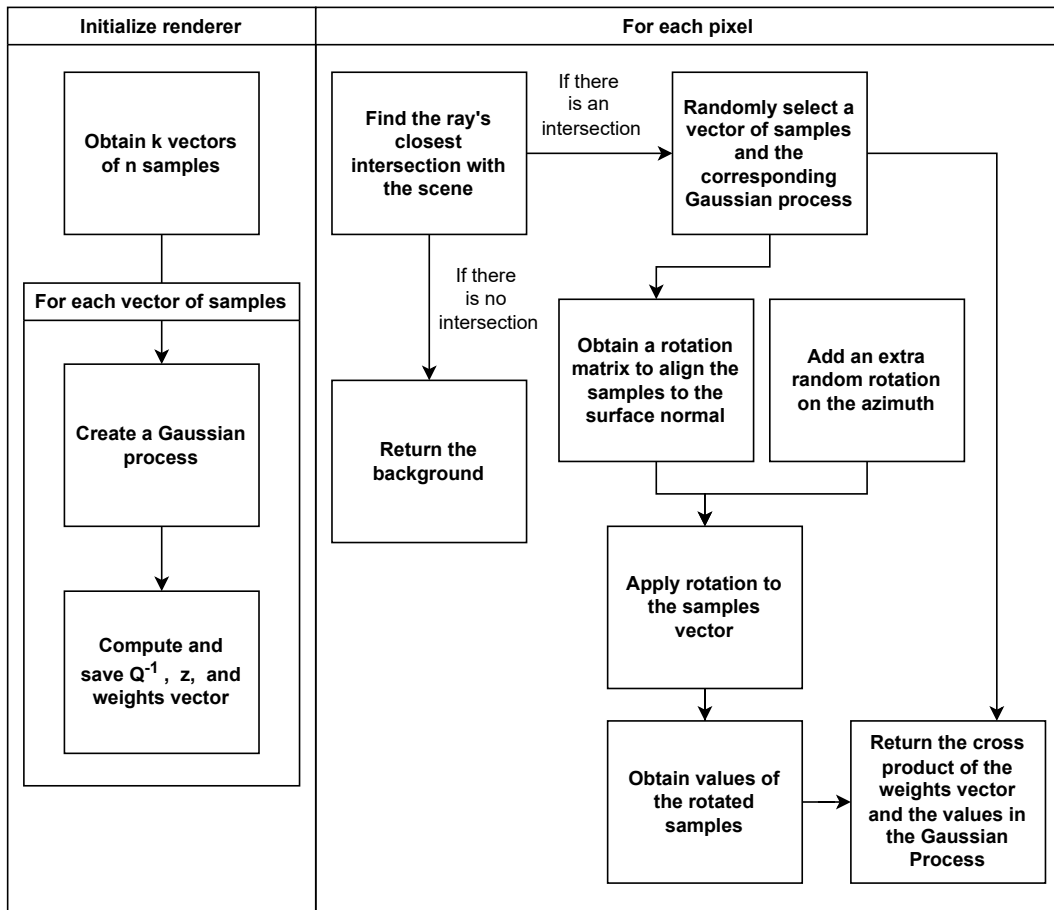 Initialize renderer
Obtain k vectors
of n samples
For each vector of samples
Create a Gaussian
process
Compute and
save Q⁻¹ , z, and
weights vector
For each pixel
Find the ray's
closest
intersection with
the scene
If there
is an
intersection
Randomly select a
vector of samples
and the
corresponding
Gaussian process
If there
is no
intersection
Return the
background
Obtain a rotation
matrix to align the
samples to the
surface normal
Add an extra
random rotation
on the azimuth
Apply rotation to
the samples
vector
Obtain values of
the rotated
samples
Return the cross
product of the
weights vector
and the values in
the Gaussian
Process